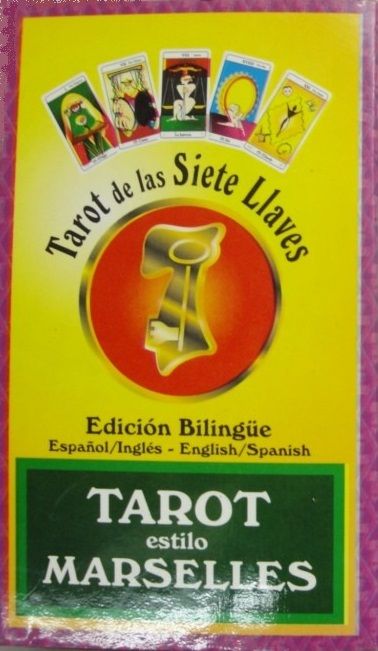 Tarot de las Siete Llaves
Edición Bilingüe
Español/Inglés - English/Spanish
TAROT
estilo
MARSELLES